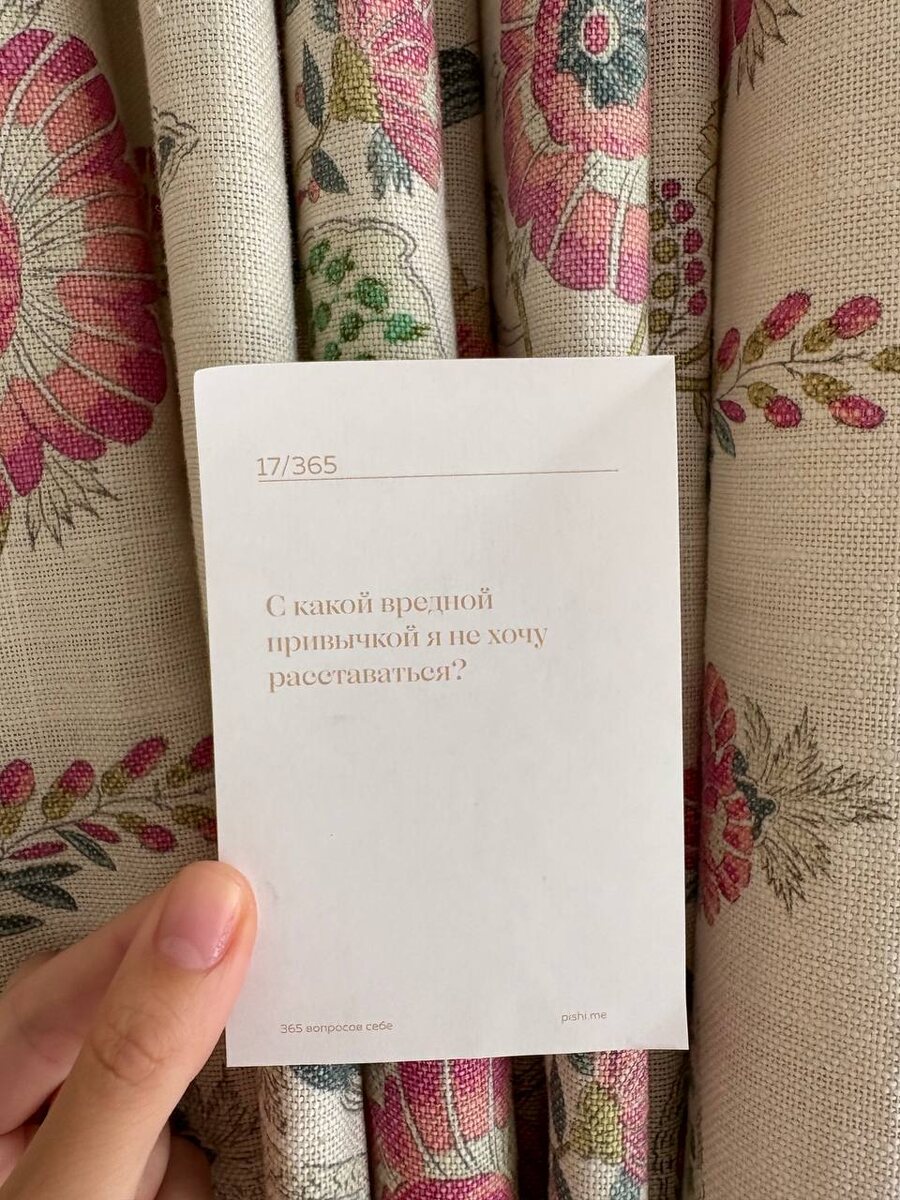 17/365
С какой вредной
привычкой я не хочу
расставаться?
365 вопросов себе
pishi.me